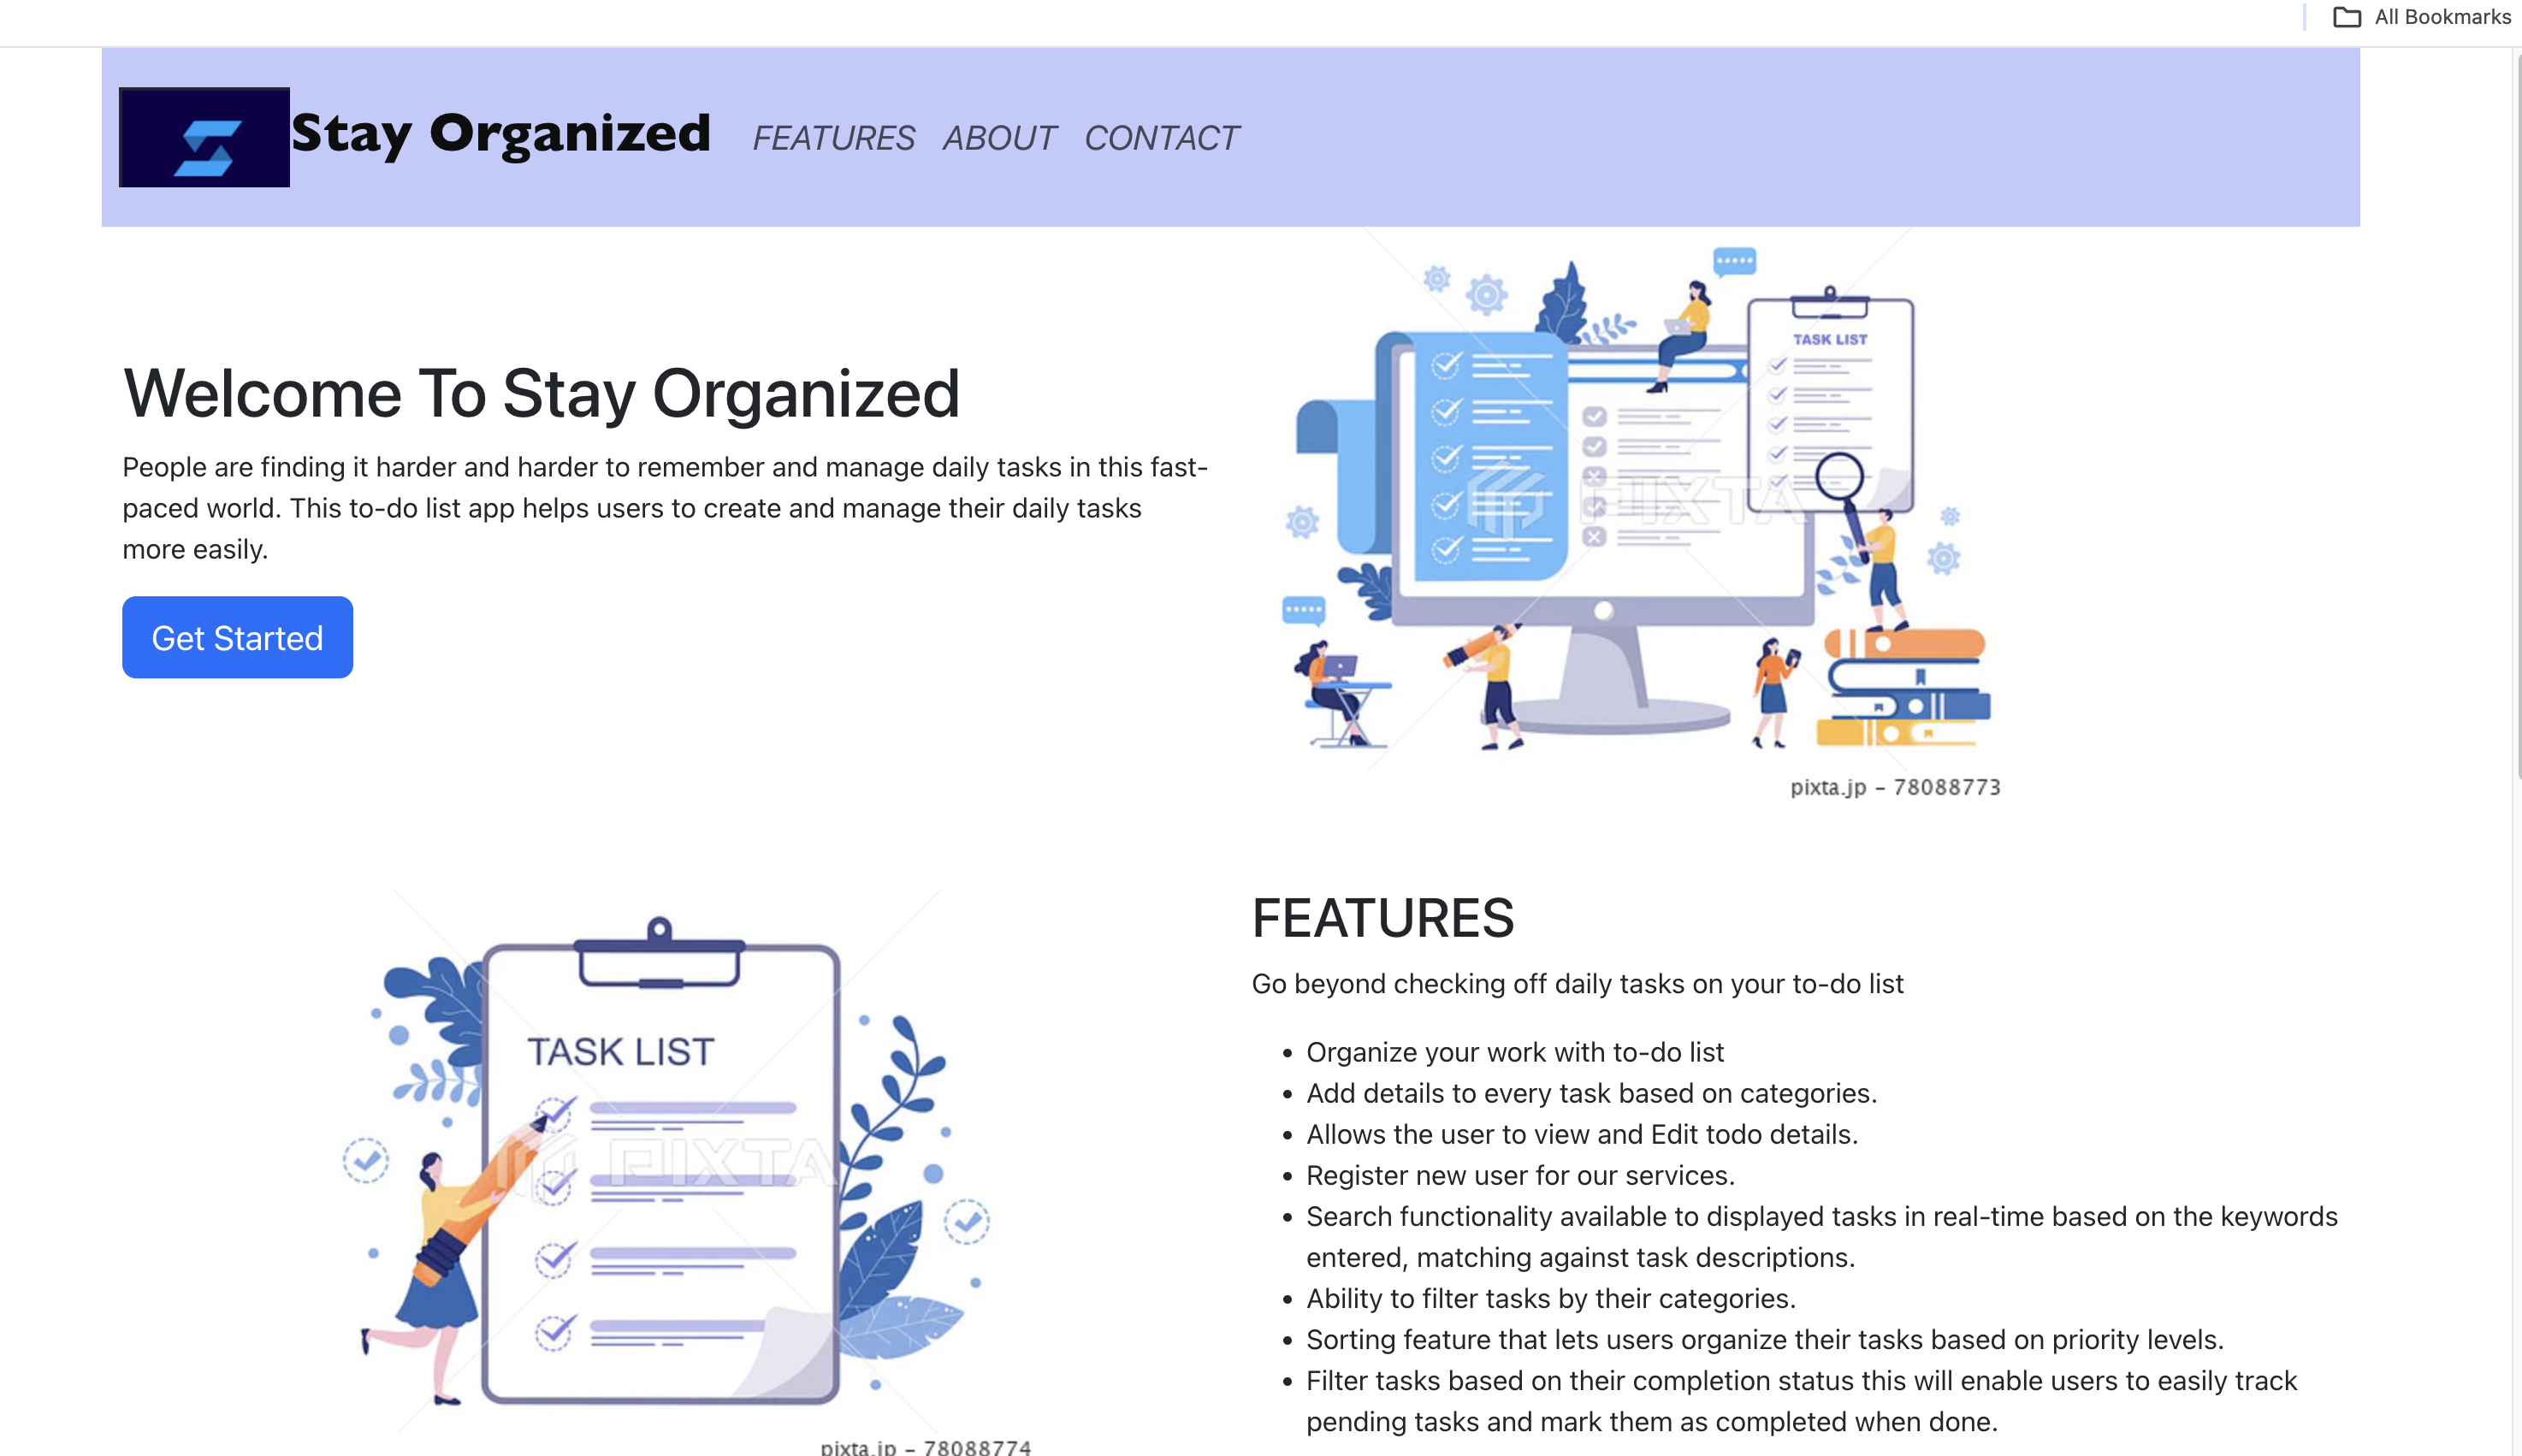 All Bookmarks
Stay Organized FEATURES ABOUT CONTACT
Welcome To Stay Organized
People are finding it harder and harder to remember and manage daily tasks in this fast-
paced world. This to-do list app helps users to create and manage their daily tasks
more easily.
Get Started
TASK LIST
PIXTA
pixta.jp - 78088773
TASK LIST
PIXTA
pixta.jp - 78088774
FEATURES
Go beyond checking off daily tasks on your to-do list
• Organize your work with to-do list
• Add details to every task based on categories.
• Allows the user to view and Edit todo details.
• Register new user for our services.
• Search functionality available to displayed tasks in real-time based on the keywords
entered, matching against task descriptions.
• Ability to filter tasks by their categories.
• Sorting feature that lets users organize their tasks based on priority levels.
• Filter tasks based on their completion status this will enable users to easily track
pending tasks and mark them as completed when done.